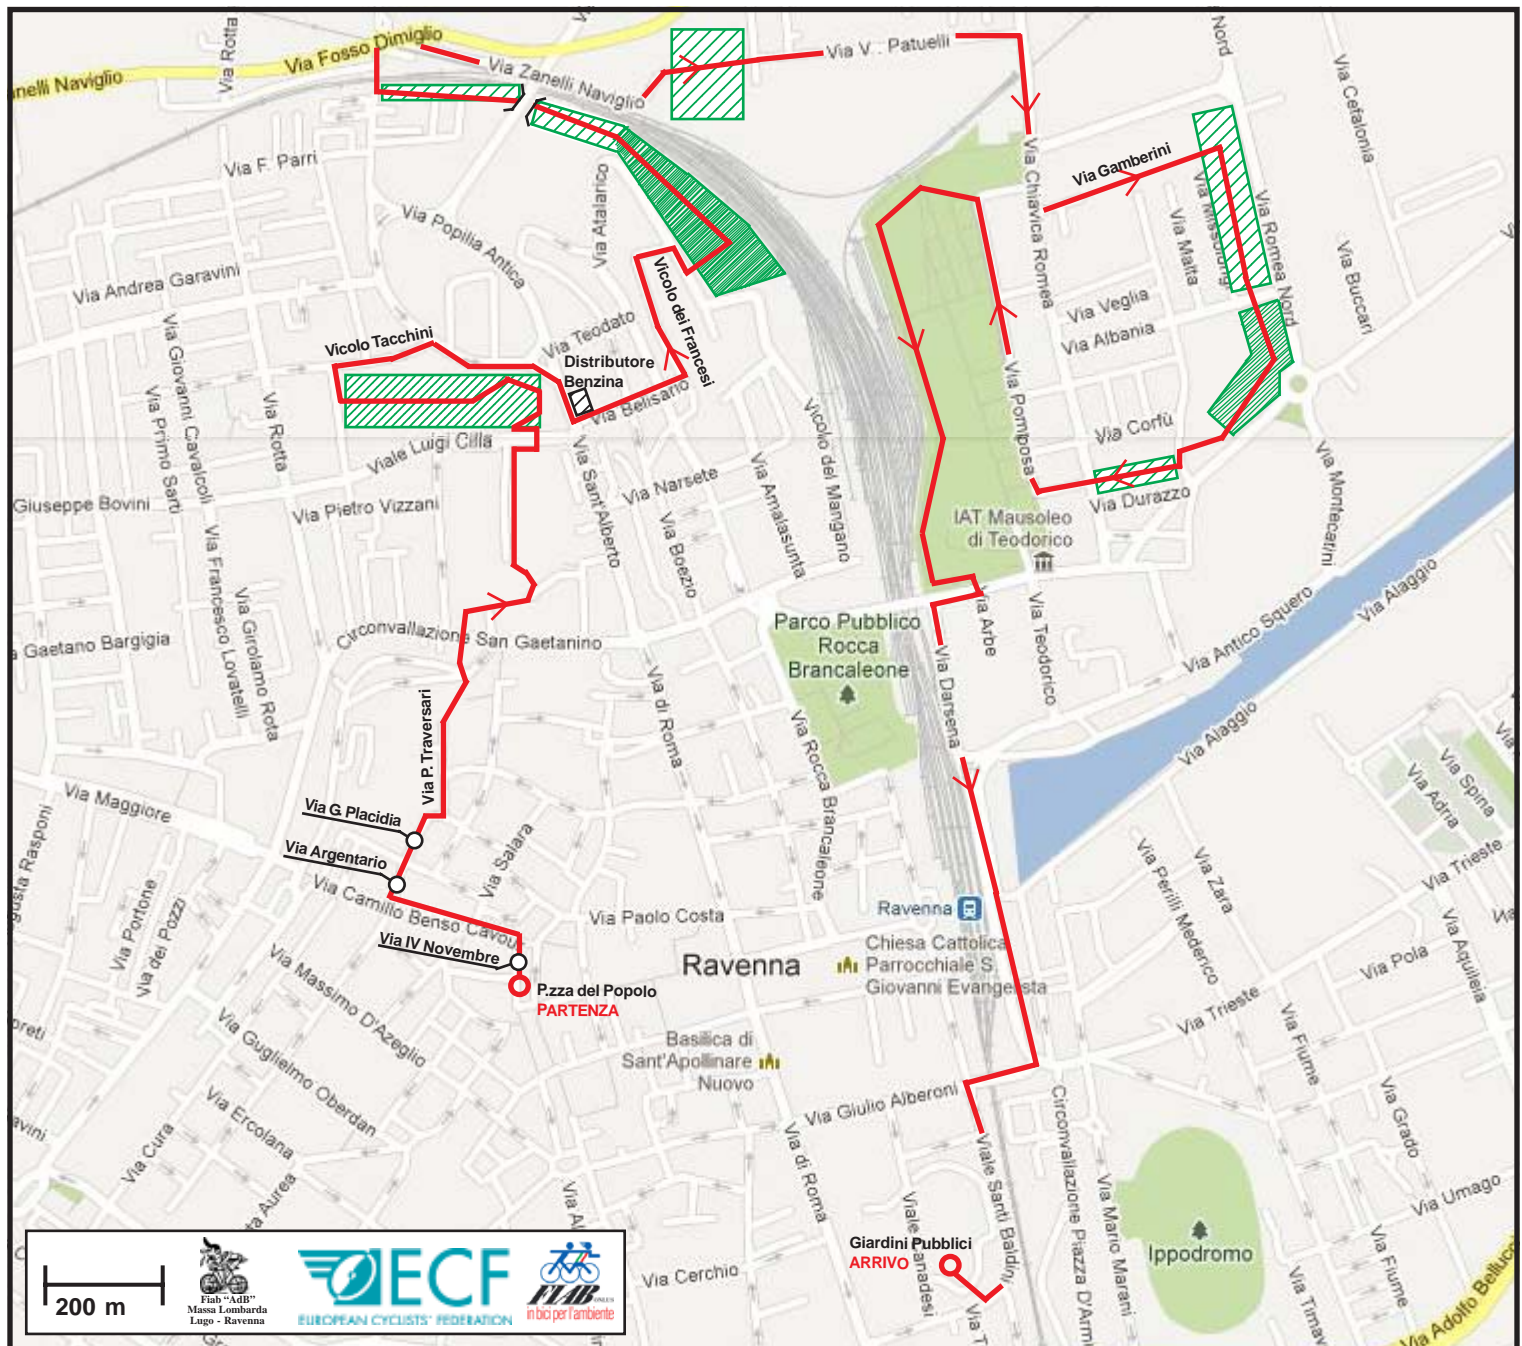 Via Rotta
Via Fosso Dimiglio
Via V . Patuelli
Nord
Via Zanelli Naviglio
Via Cefalonia
Via F. Parri
Via Gamberini
Via Chiavica Romea
Via Atalarico
Via Malta
Via Romea Nord
Via Popilia Antica
Via Andrea Garavini
Via Buccari
Vicolo dei Francesi
Via Veglia
Via Albania
Via Teodato
Vicolo Tacchini
Distributore
Benzina
Via Giovanni Ciavalcoli
Via Primo Sarti
Via Rotta
Via Belisario
Via Pomposa
Via Corfù
Viale Luigi Cilla
Vicolo del Mangano
Via Sant'Alberto
Via Narsete
Via Amalasunta
Via Montecatini
Via Durazzo
Giuseppe Bovini
Via Pietro Vizzani
Via Boezio
IAT Mausoleo
di Teodorico
Via Francesco Lovatelli
Via Girolamo Rota
Via Alaggio
Via Antico Squero
Via Arbe
Via Teodorico
Parco Pubblico
Rocca
Brancaleone
Gaetano Bargigia
Circonvallazione San Gaetanino
Via di Roma
Via Darsena
Via P. Traversari
Via Rocca Brancaleone
Via Alaggio
Via Spina
Via Adria
Via Maggiore
Via G. Placidia
Via Argentario
Via Salara
Via Camillo Benso Cavour
Via Trieste
Via Zara
Via Perilli Mederico
Via Portone
Via dei Pozzi
Via Paolo Costa
Ravenna
Via Aquileia
Via IV Novembre
Chiesa Cattolica
Parrocchiale S.
Giovanni Evangelista
Ravenna
Via Pola
P.zza del Popolo
PARTENZA
Via Massimo D'Azeglio
Via Trieste
Via Fiume
Via Guglielmo Oberdan
Basilica di
Sant'Apollinare
Nuovo
Via Giulio Alberoni
Via Ercolana
Via Cura
Via di Roma
Viale Santi Baldini
Circonvallazione Piazza D'Armi
Via Mario Marani
Via Grado
Via Umago
Via Fiume
Ippodromo
Giardini Pubblici
ARRIVO
Via Cerchio
Via Adolfo Bellucci
200 m
Fiab “AdB”
Massa Lombarda
Lugo - Ravenna
ECF
EUROPEAN CYCLISTS' FEDERATION
FIAB ONLUS
in bici per l'ambiente